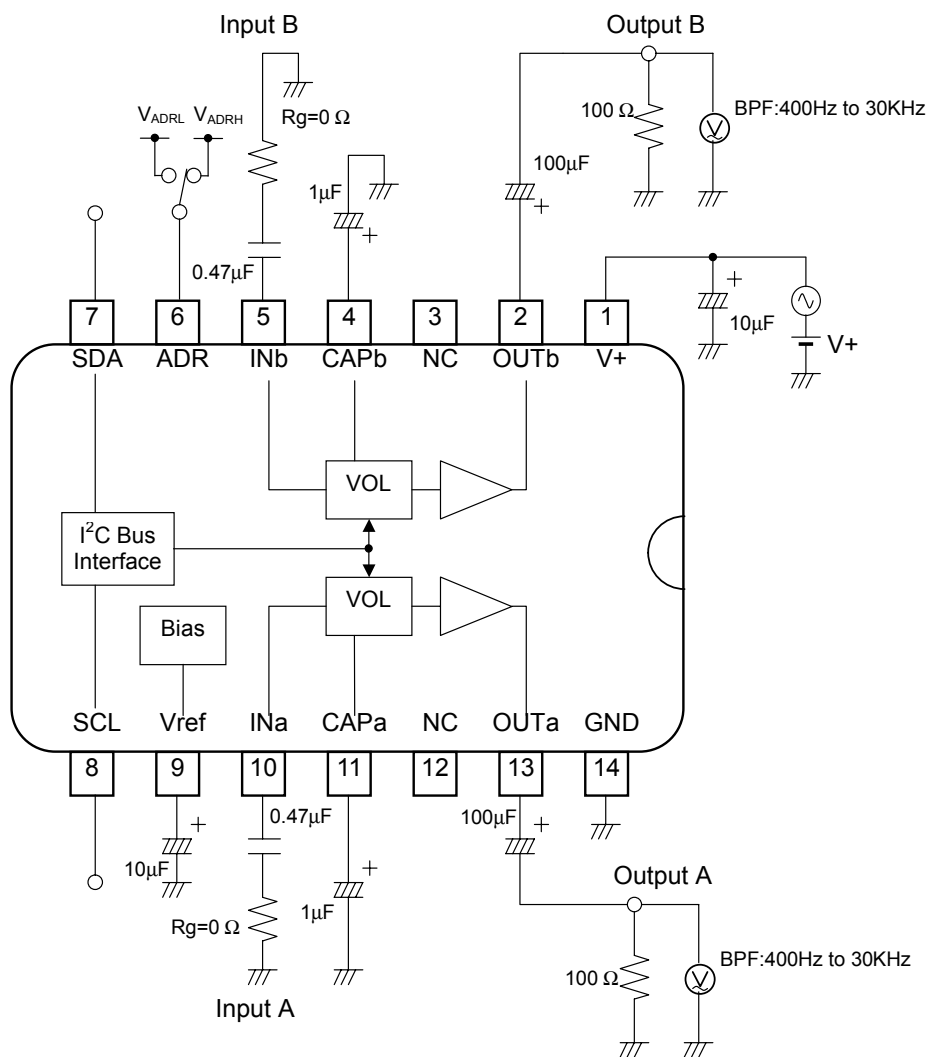 Input B
Output B
V_ADRL V_ADRH
Rg=0 Ω
1μF
0.47μF
100μF
100 Ω
BPF:400Hz to 30KHz
+
+
+
10μF
V+
7 6 5 4 3 2 1
SDA ADR INb CAPb NC OUTb V+
VOL
I²C Bus
Interface
VOL
Bias
SCL Vref INa CAPa NC OUTa GND
8 9 10 11 12 13 14
+
10μF
0.47μF
Rg=0 Ω
Input A
+
1μF
100μF
+
Output A
100 Ω
BPF:400Hz to 30KHz
V
V